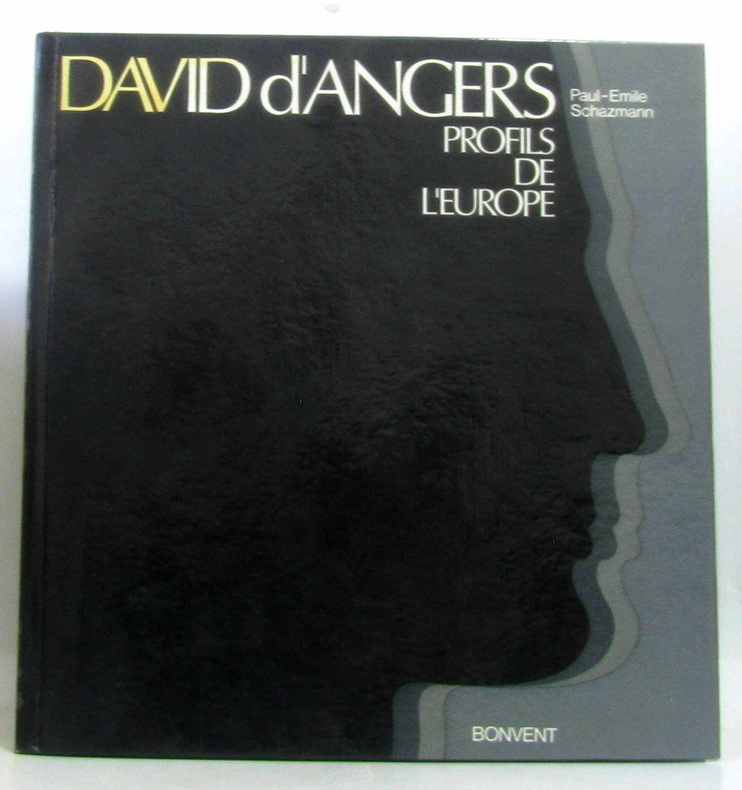 DAVID d'ANGERS
PROFILS
DE
L'EUROPE
Paul-Emile
Schazmann
BONVENT